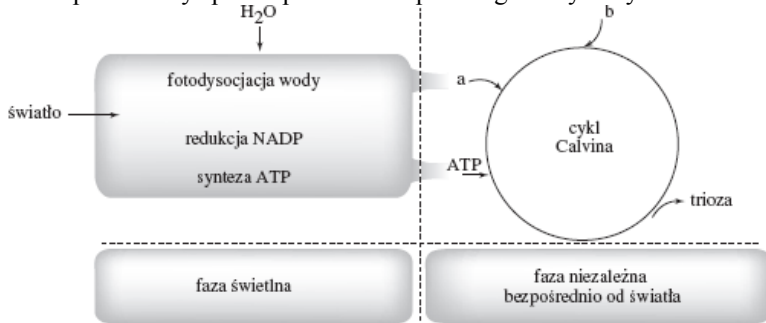 H₂O
b
fotodysocjacja wody
a
światło
cykl
Calvina
redukcja NADP
ATP
synteza ATP
trioza
faza świetlna
faza niezależna
bezpośrednio od światła